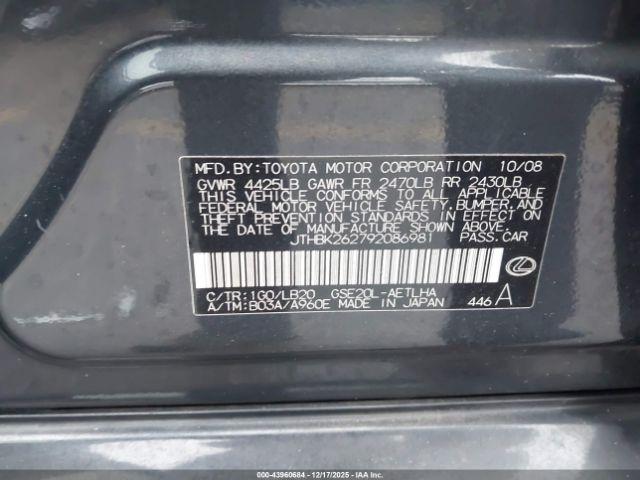 MFD. BY: TOYOTA MOTOR CORPORATION 10/08
GVWR 4425LB GAWR FR 2470LB RR 2430LB
THIS VEHICLE CONFORMS TO ALL APPLICABLE
FEDERAL MOTOR VEHICLE SAFETY, BUMPER, AND
THEFT PREVENTION STANDARDS IN EFFECT ON
THE DATE OF MANUFACTURE SHOWN ABOVE.
JTHBK262792086981 PASS. CAR
C/TR: 1G0/LB20 GSE20L-AETLHA
A/TM: B03A/A960E MADE IN JAPAN 446 A
000-43960684 | 12/17/2025 - IAAI.COM